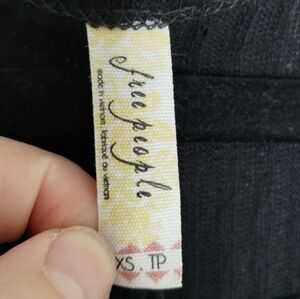 free people
made in vietnam . fabriqué au vietnam
XS . TP